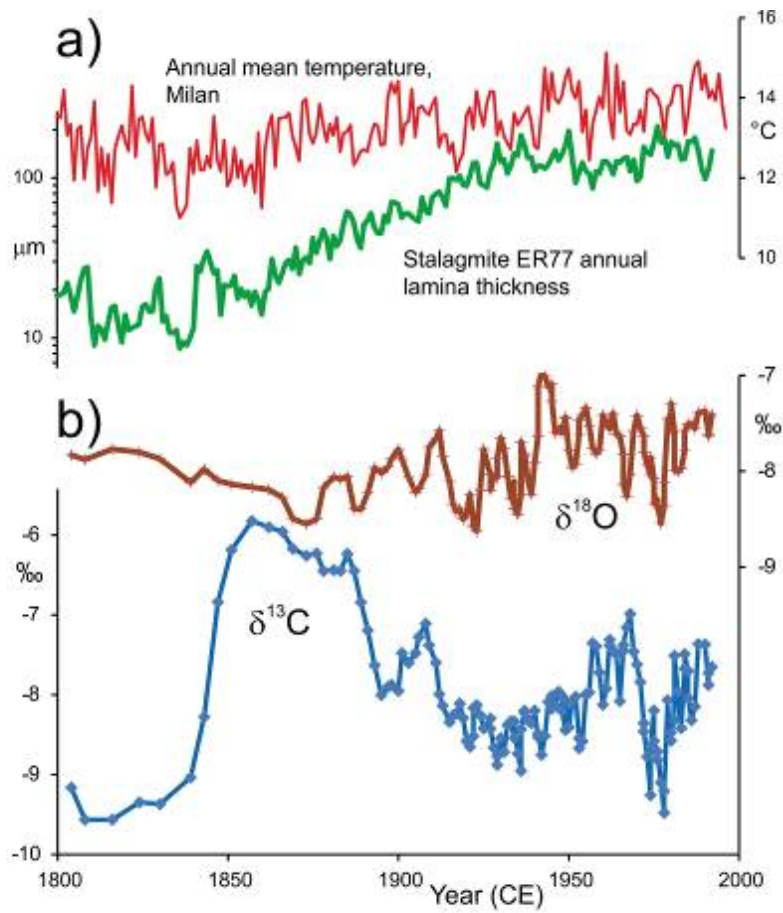 a)
16
Annual mean temperature,
Milan
14
°C
100
12
µm
10
Stalagmite ER77 annual
lamina thickness
10
b)
-7
‰
-8
δ18O
-6
-9
‰
-7
δ13C
-8
-9
-10
1800
1850
1900
1950
2000
Year (CE)